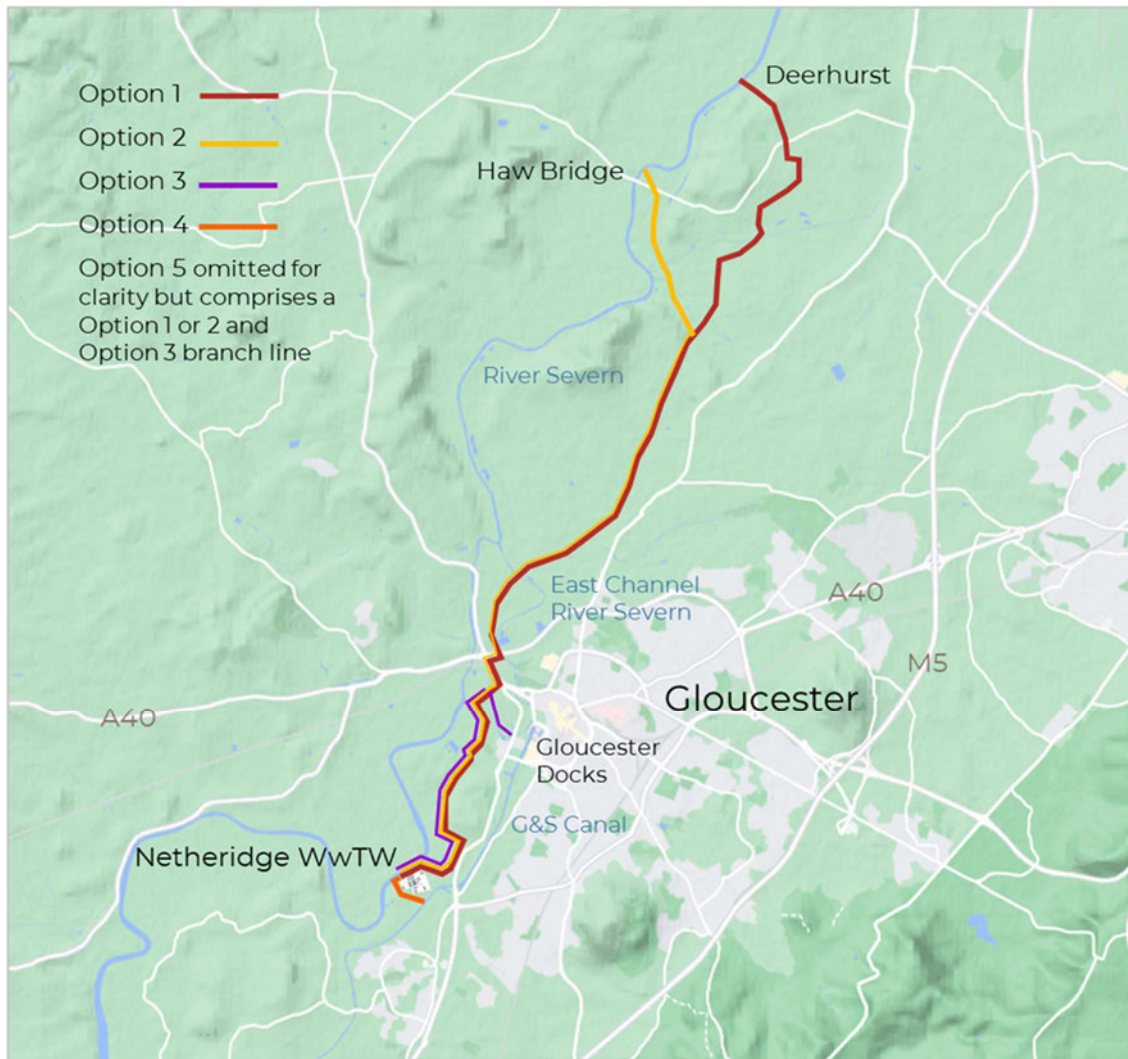 Deerhurst
Option 1
Option 2
Haw Bridge
Option 3
Option 4
Option 5 omitted for
clarity but comprises a
Option 1 or 2 and
Option 3 branch line
River Severn
East Channel
River Severn
A40
M5
Gloucester
A40
Gloucester
Docks
G&S Canal
Netheridge WwTW